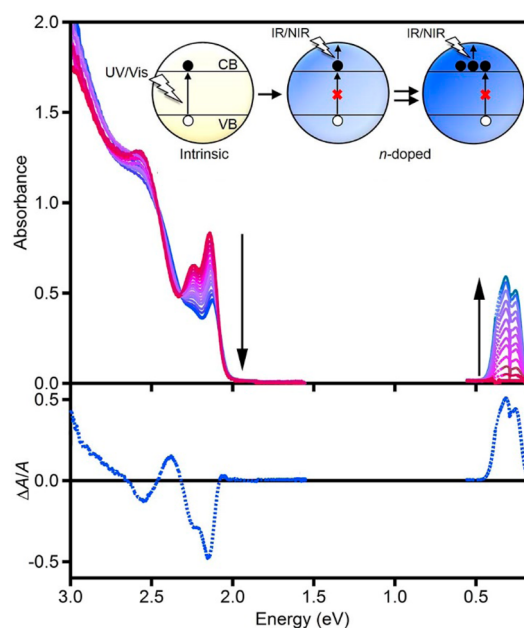 2.0
IR/NIR
IR/NIR
UV/Vis
CB
VB
Intrinsic
n-doped
1.5
Absorbance
1.0
0.5
0.0
0.5
ΔA/A
0.0
-0.5
3.0 2.5 2.0 1.5 1.0 0.5
Energy (eV)